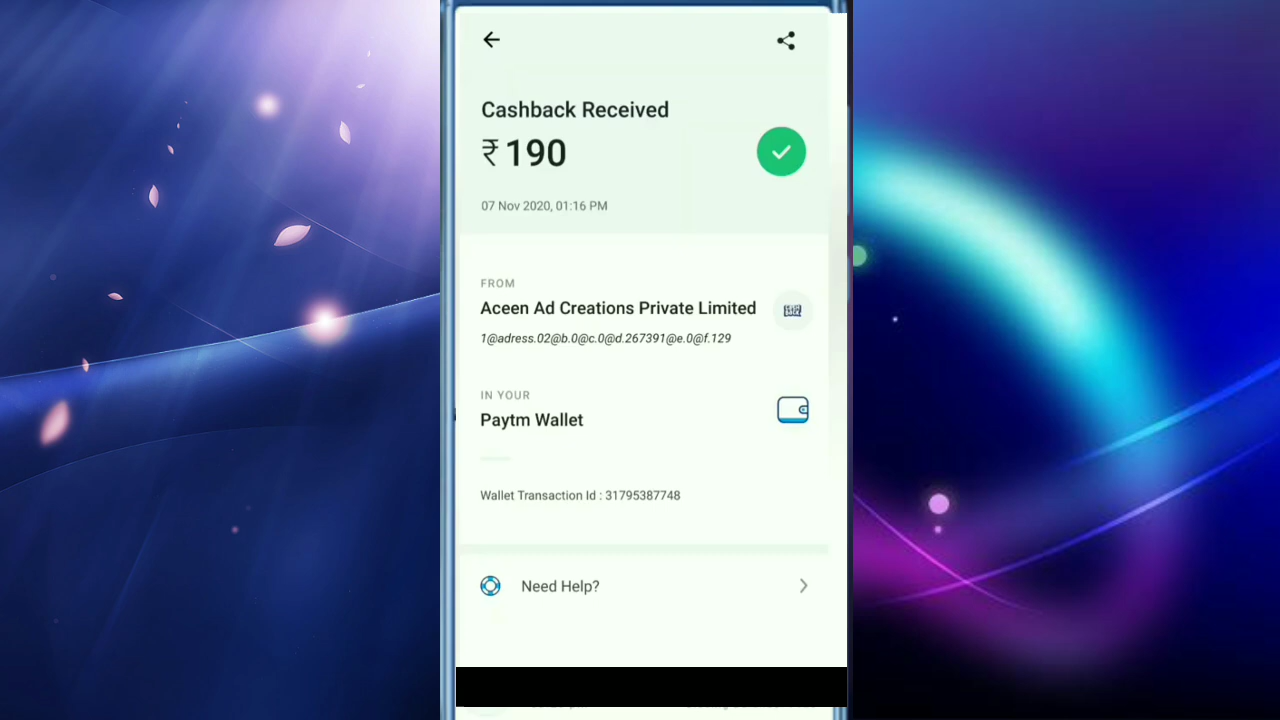 Cashback Received
₹190
07 Nov 2020, 01:16 PM
FROM
Aceen Ad Creations Private Limited
1@adress.02@b.0@c.0@d.267391@e.0@f.129
IN YOUR
Paytm Wallet
Wallet Transaction Id : 31795387748
Need Help?